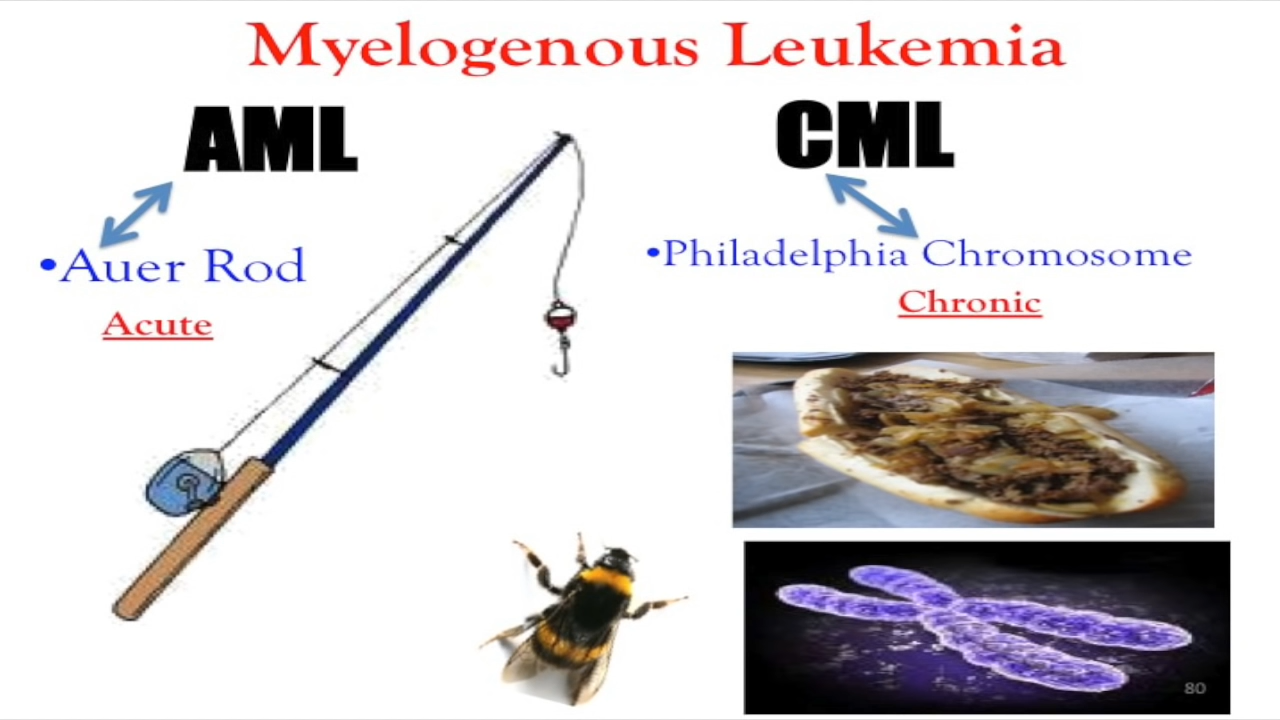 Myelogenous Leukemia
AML
CML
•Auer Rod
Acute
•Philadelphia Chromosome
Chronic
80